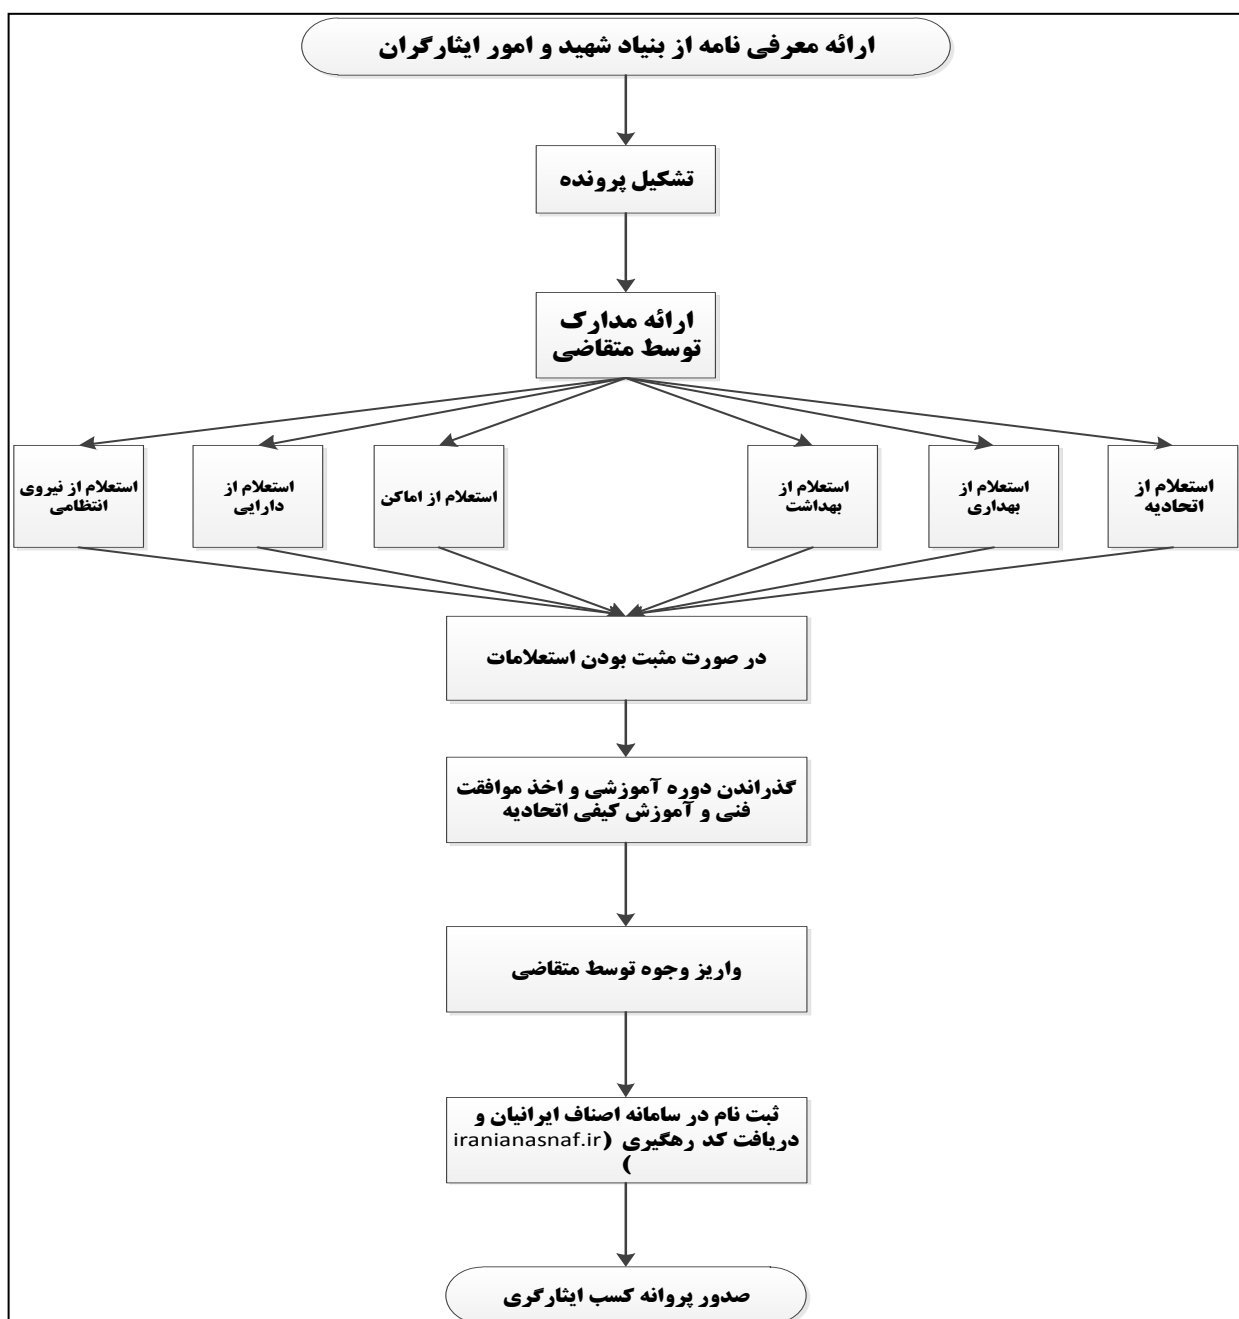 ارائه معرفی نامه از بنیاد شهید و امور ایثارگران
تشکیل پرونده
ارائه مدارک
توسط متقاضی
استعلام از
اتحادیه
استعلام از
بهداری
استعلام از
بهداشت
استعلام از اماکن
استعلام از
دارایی
استعلام از نیروی
انتظامی
در صورت مثبت بودن استعلامات
گذراندن دوره آموزشی و اخذ موافقت
فنی و آموزش کیفی اتحادیه
واریز وجوه توسط متقاضی
ثبت نام در سامانه اصناف ایرانیان و
دریافت کد رهگیری (iranianasnaf.ir
)
صدور پروانه کسب ایثارگری